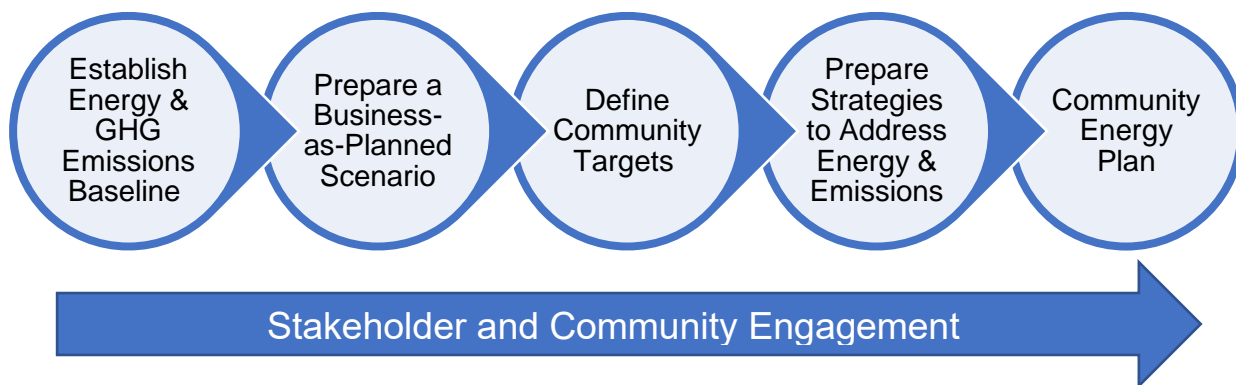 Establish
Energy &
GHG
Emissions
Baseline
Prepare a
Business-
as-Planned
Scenario
Define
Community
Targets
Prepare
Strategies
to Address
Energy &
Emissions
Community
Energy
Plan
Stakeholder and Community Engagement